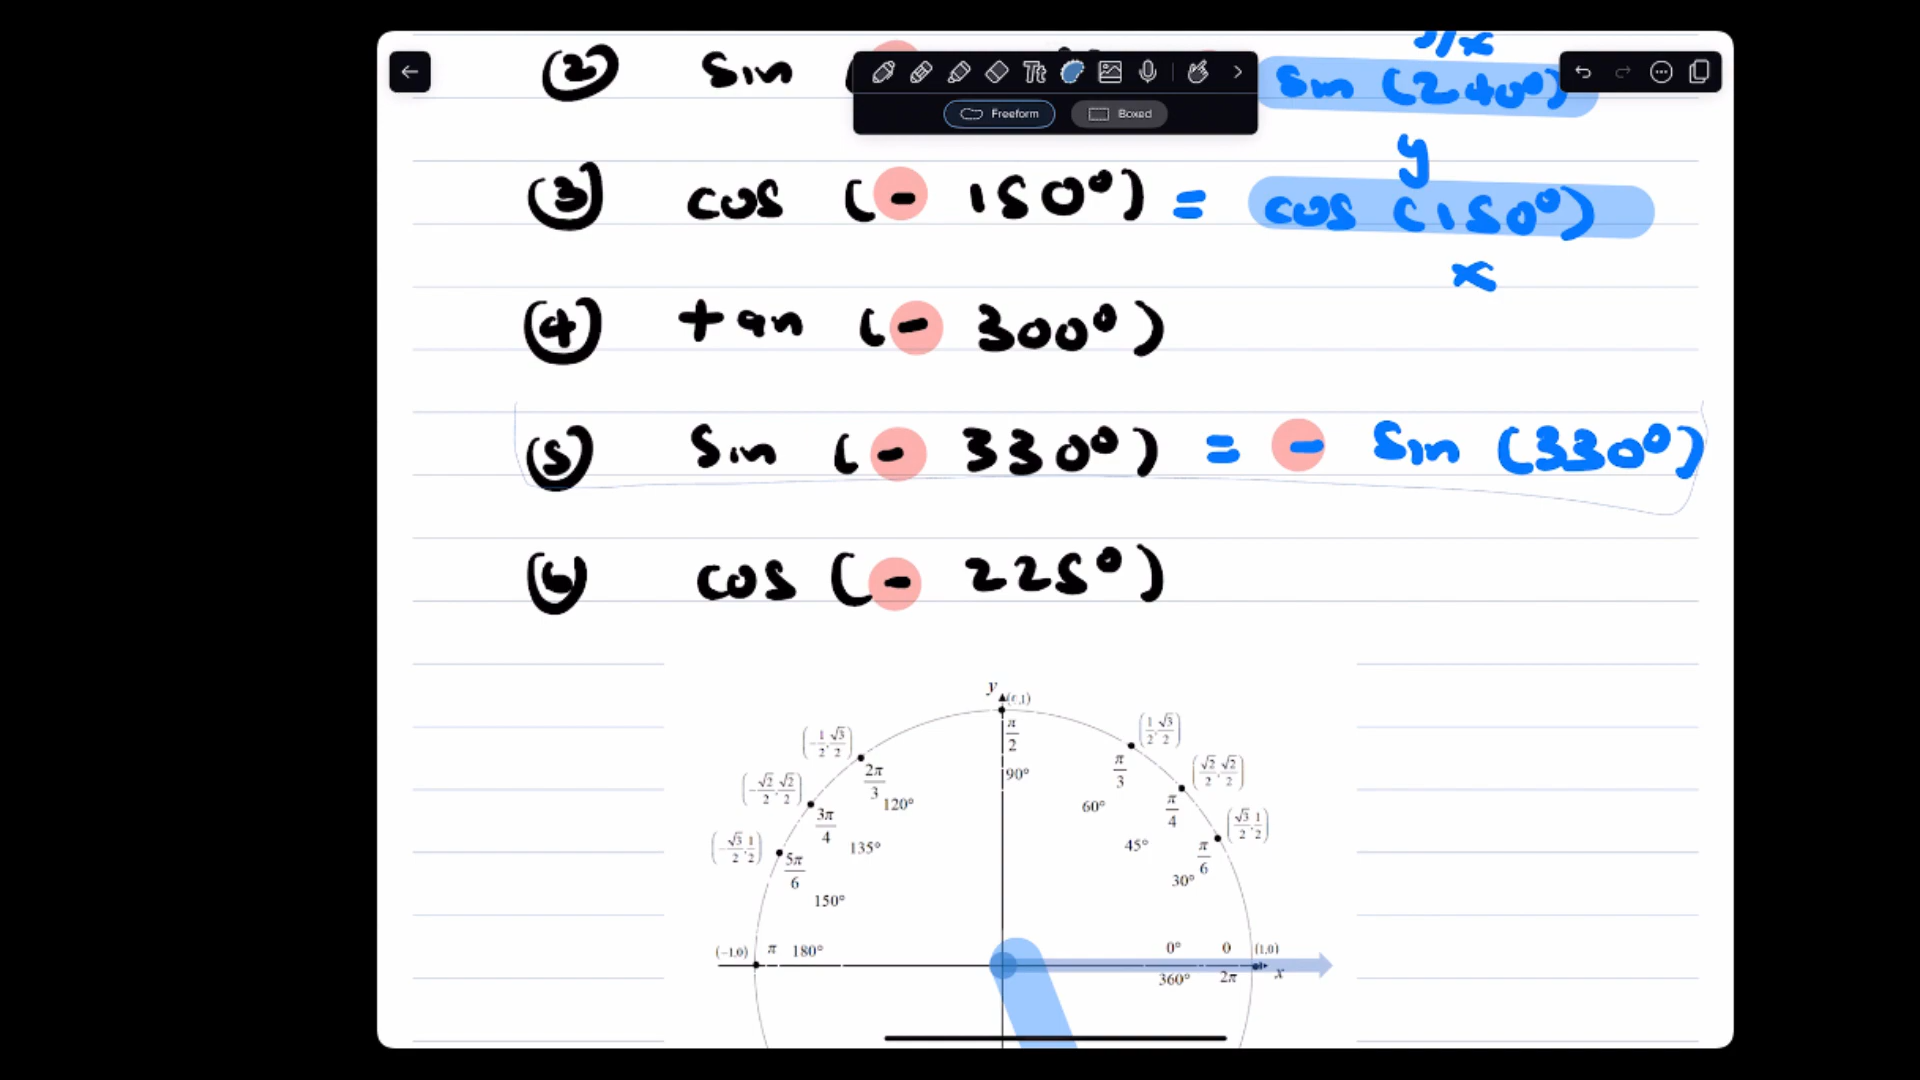 y/x
(2) sin ( sin (240°)
Freeform Boxed
y
(3) cos (- 150°) = cos (150°)
x
(4) tan (- 300°)
(5) sin (- 330°) = - sin (330°)
(6) cos (- 225°)
y (0,1)
(-1/2, √3/2) π/2 (1/2, √3/2)
(-√2/2, √2/2) 2π/3 120° 90° 60° π/3 (√2/2, √2/2)
(-√3/2, 1/2) 3π/4 135° 45° π/4 (√3/2, 1/2)
5π/6 150° 30° π/6
(-1,0) π 180° 0° 0 (1,0)
360° 2π x